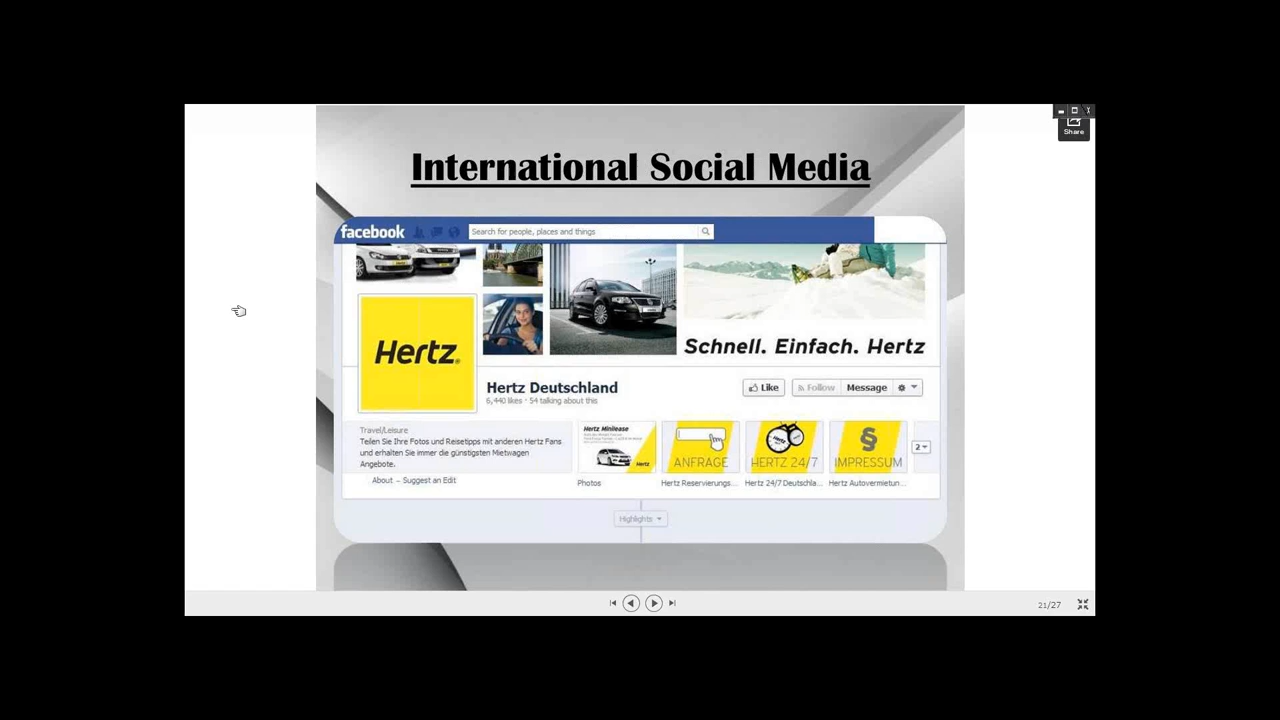 Share
International Social Media
facebook
Search for people, places and things
Hertz
Schnell. Einfach. Hertz
Hertz Deutschland
6,440 likes · 54 talking about this
Like
Follow
Message
Travel/Leisure
Teilen Sie Ihre Fotos und Reisetipps mit anderen Hertz Fans
und erhalten Sie immer die günstigsten Mietwagen
Angebote.
About – Suggest an Edit
Hertz Minilease
Hertz
Photos
ANFRAGE
Hertz Reservierungs...
HERTZ 24/7
Hertz 24/7 Deutschla...
§
IMPRESSUM
Hertz Autovermietun...
2
Highlights
21/27